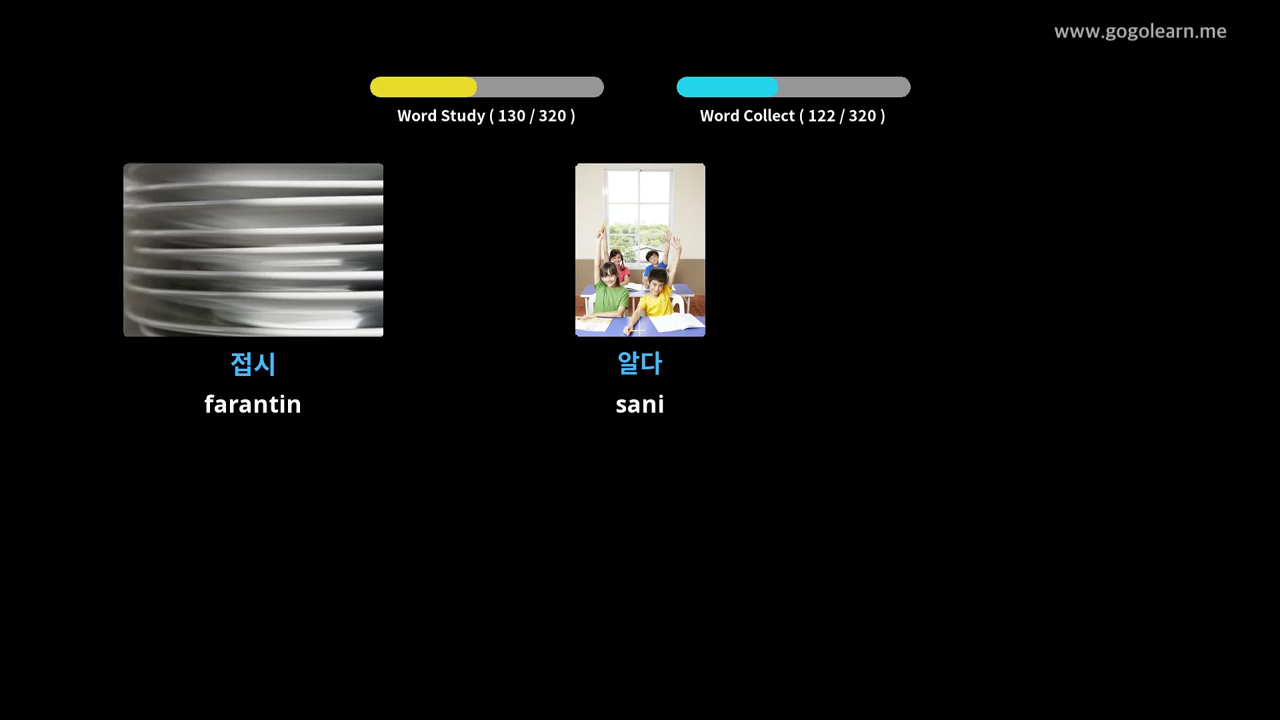 www.gogolearn.me
Word Study ( 130 / 320 )
Word Collect ( 122 / 320 )
접시
farantin
알다
sani